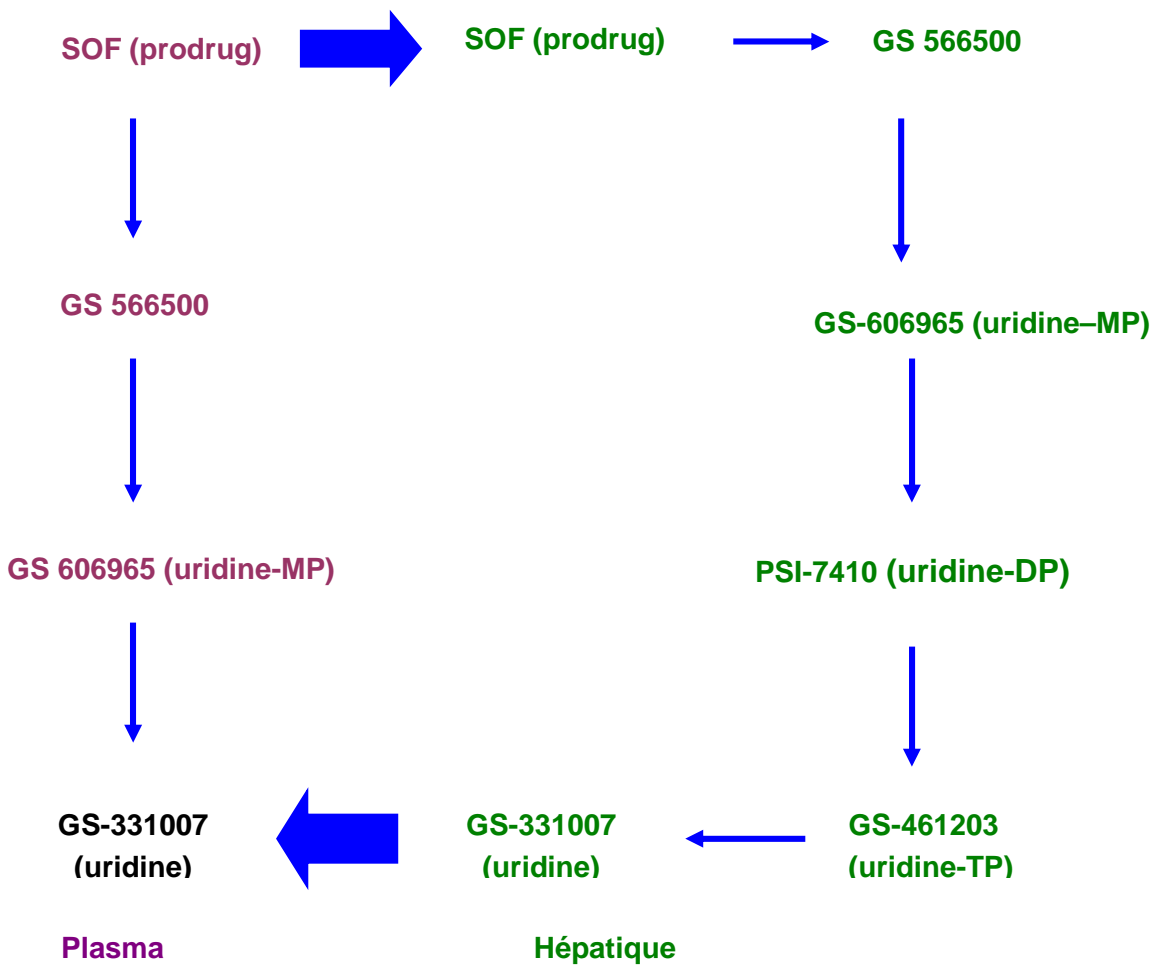 SOF (prodrug)
SOF (prodrug)
GS 566500
GS 566500
GS-606965 (uridine–MP)
GS 606965 (uridine-MP)
PSI-7410 (uridine-DP)
GS-331007
(uridine)
GS-331007
(uridine)
GS-461203
(uridine-TP)
Plasma
Hépatique